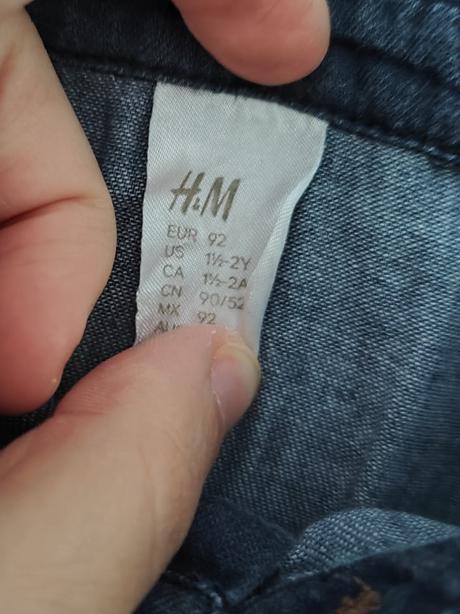 H&M
EUR 92
US 1½-2Y
CA 1½-2A
CN 90/52
MX 92